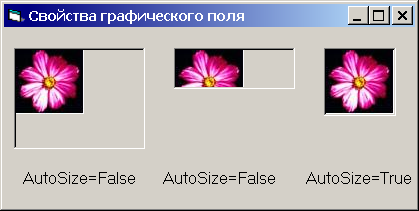 Свойства графического поля
AutoSize=False
AutoSize=False
AutoSize=True